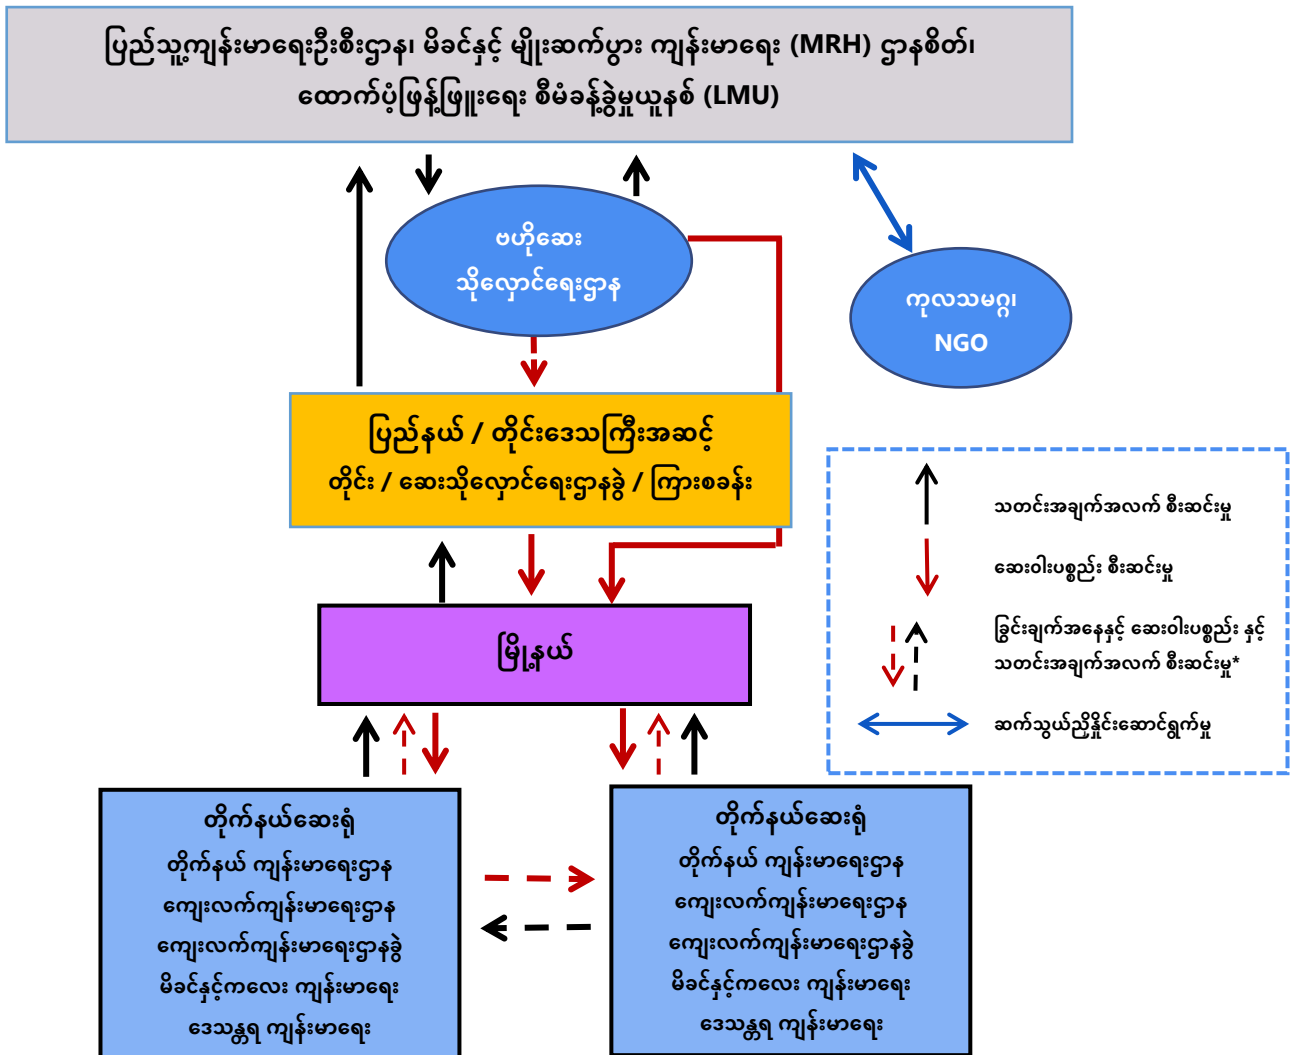 ပြည်သူ့ကျန်းမာရေးဦးစီးဌာန၊ မိခင်နှင့် မျိုးဆက်ပွား ကျန်းမာရေး (MRH) ဌာနစိတ်၊
ထောက်ပံ့ဖြန့်ဖြူးရေး စီမံခန့်ခွဲမှုယူနစ် (LMU)
ဗဟိုဆေး
သိုလှောင်ရေးဌာန
ကုလသမဂ္ဂ၊
NGO
ပြည်နယ် / တိုင်းဒေသကြီးအဆင့်
တိုင်း / ဆေးသိုလှောင်ရေးဌာနခွဲ / ကြားစခန်း
သတင်းအချက်အလက် စီးဆင်းမှု
ဆေးဝါးပစ္စည်း စီးဆင်းမှု
ခြွင်းချက်အနေနှင့် ဆေးဝါးပစ္စည်း နှင့်
သတင်းအချက်အလက် စီးဆင်းမှု*
ဆက်သွယ်ညှိနှိုင်းဆောင်ရွက်မှု
မြို့နယ်
တိုက်နယ်ဆေးရုံ
တိုက်နယ် ကျန်းမာရေးဌာန
ကျေးလက်ကျန်းမာရေးဌာန
ကျေးလက်ကျန်းမာရေးဌာနခွဲ
မိခင်နှင့်ကလေး ကျန်းမာရေး
ဒေသန္တရ ကျန်းမာရေး
တိုက်နယ်ဆေးရုံ
တိုက်နယ် ကျန်းမာရေးဌာန
ကျေးလက်ကျန်းမာရေးဌာန
ကျေးလက်ကျန်းမာရေးဌာနခွဲ
မိခင်နှင့်ကလေး ကျန်းမာရေး
ဒေသန္တရ ကျန်းမာရေး